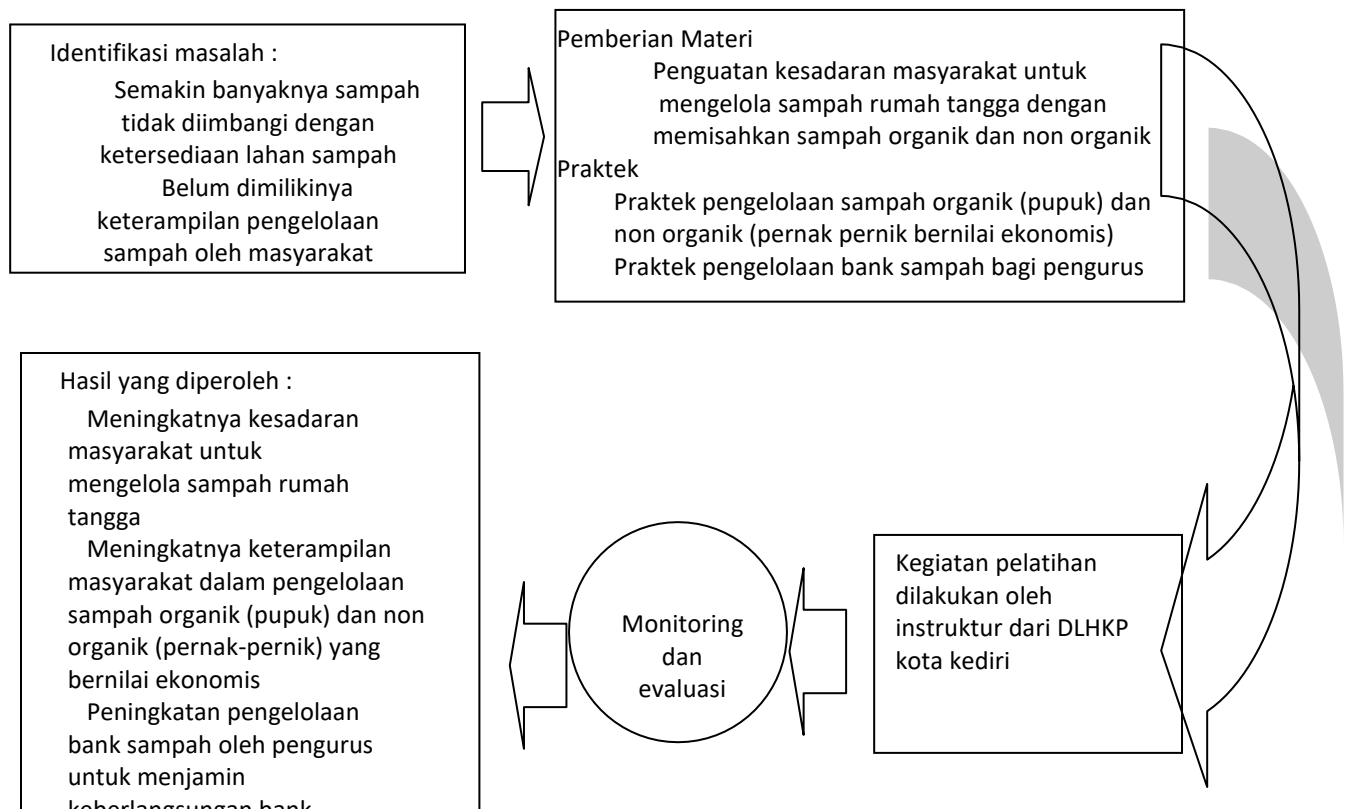 Identifikasi masalah :
Semakin banyaknya sampah
tidak diimbangi dengan
ketersediaan lahan sampah
Belum dimilikinya
keterampilan pengelolaan
sampah oleh masyarakat
Pemberian Materi
Penguatan kesadaran masyarakat untuk
mengelola sampah rumah tangga dengan
memisahkan sampah organik dan non organik
Praktek
Praktek pengelolaan sampah organik (pupuk) dan
non organik (pernak pernik bernilai ekonomis)
Praktek pengelolaan bank sampah bagi pengurus
Kegiatan pelatihan
dilakukan oleh
instruktur dari DLHKP
kota kediri
Monitoring
dan
evaluasi
Hasil yang diperoleh :
Meningkatnya kesadaran
masyarakat untuk
mengelola sampah rumah
tangga
Meningkatnya keterampilan
masyarakat dalam pengelolaan
sampah organik (pupuk) dan non
organik (pernak-pernik) yang
bernilai ekonomis
Peningkatan pengelolaan
bank sampah oleh pengurus
untuk menjamin
keberlangsungan bank